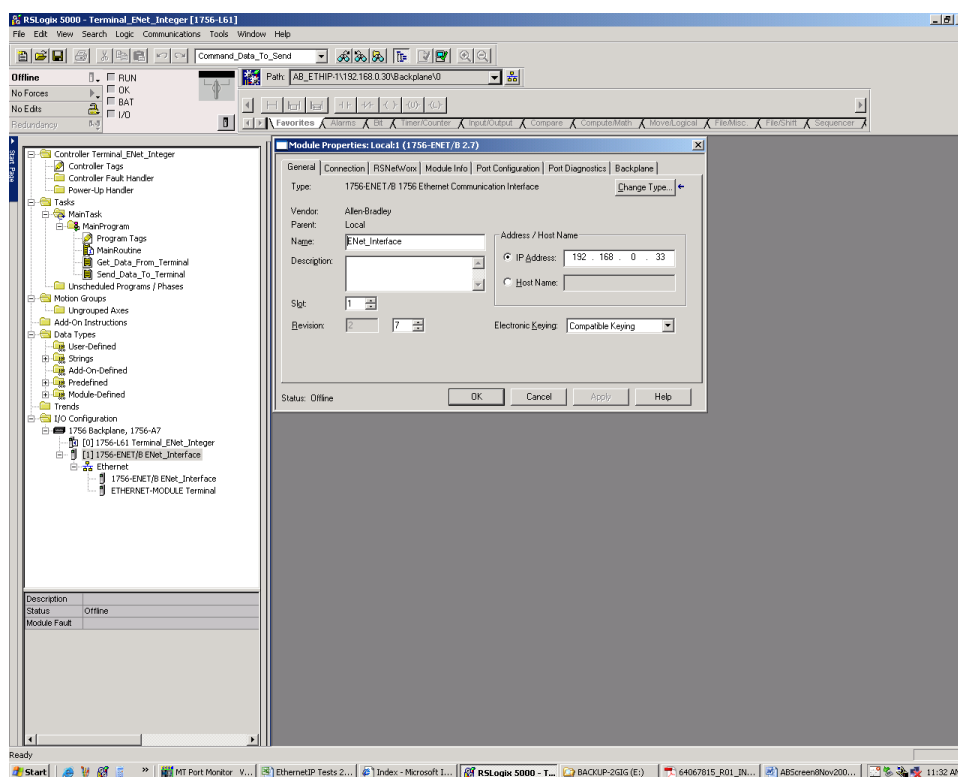 RSLogix 5000 - Terminal_ENet_Integer [1756-L61]
File Edit View Search Logic Communications Tools Window Help
Command_Data_To_Send
Offline
RUN
No Forces
OK
No Edits
BAT
Redundancy
I/O
Path: AB_ETHIP-1\192.168.0.30\Backplane\0
Favorites Alarms Bit Timer/Counter Input/Output Compare Compute/Math Move/Logical File/Misc. File/Shift Sequencer
Start Page
Controller Terminal_ENet_Integer
Controller Tags
Controller Fault Handler
Power-Up Handler
Tasks
MainTask
MainProgram
Program Tags
MainRoutine
Get_Data_From_Terminal
Send_Data_To_Terminal
Unscheduled Programs / Phases
Motion Groups
Ungrouped Axes
Add-On Instructions
Data Types
User-Defined
Strings
Add-On-Defined
Predefined
Module-Defined
Trends
I/O Configuration
1756 Backplane, 1756-A7
[0] 1756-L61 Terminal_ENet_Integer
[1] 1756-ENET/B ENet_Interface
Ethernet
1756-ENET/B ENet_Interface
ETHERNET-MODULE Terminal
Description
Status Offline
Module Fault
Module Properties: Local:1 (1756-ENET/B 2.7)
General Connection RSNetWorx Module Info Port Configuration Port Diagnostics Backplane
Type: 1756-ENET/B 1756 Ethernet Communication Interface
Change Type...
Vendor: Allen-Bradley
Parent: Local
Name: ENet_Interface
Description:
Slot: 1
Revision: 2 7
Address / Host Name
IP Address: 192 . 168 . 0 . 33
Host Name:
Electronic Keying: Compatible Keying
Status: Offline
OK Cancel Apply Help
Ready
Start
MT Port Monitor V...
EthernetIP Tests 2...
Index - Microsoft I...
RSLogix 5000 - T...
BACKUP-2GIG (E:)
64067815_R01_IN...
ABScreen8Nov200...
11:32 AM